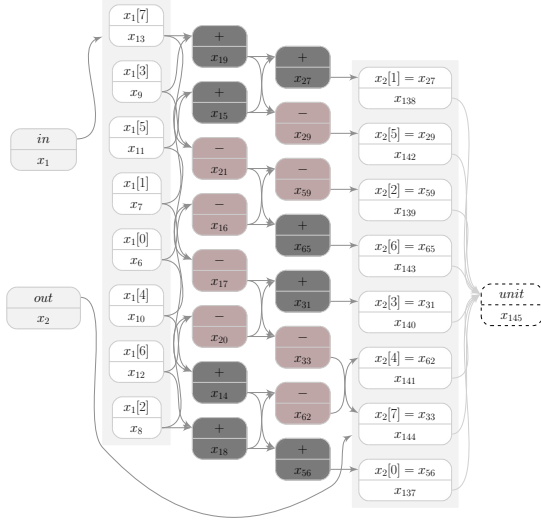 in
x₁
out
x₂
x₁[7]
x₁₃
x₁[3]
x₉
x₁[5]
x₁₁
x₁[1]
x₇
x₁[0]
x₆
x₁[4]
x₁₀
x₁[6]
x₁₂
x₁[2]
x₈
+
x₁₉
+
x₁₅
−
x₂₁
−
x₁₆
−
x₁₇
−
x₂₀
+
x₁₄
+
x₁₈
+
x₂₇
−
x₂₉
−
x₅₉
+
x₆₅
+
x₃₁
−
x₃₃
−
x₆₂
+
x₅₆
x₂[1] = x₂₇
x₁₃₈
x₂[5] = x₂₉
x₁₄₂
x₂[2] = x₅₉
x₁₃₉
x₂[6] = x₆₅
x₁₄₃
x₂[3] = x₃₁
x₁₄₀
x₂[4] = x₆₂
x₁₄₁
x₂[7] = x₃₃
x₁₄₄
x₂[0] = x₅₆
x₁₃₇
unit
x₁₄₅